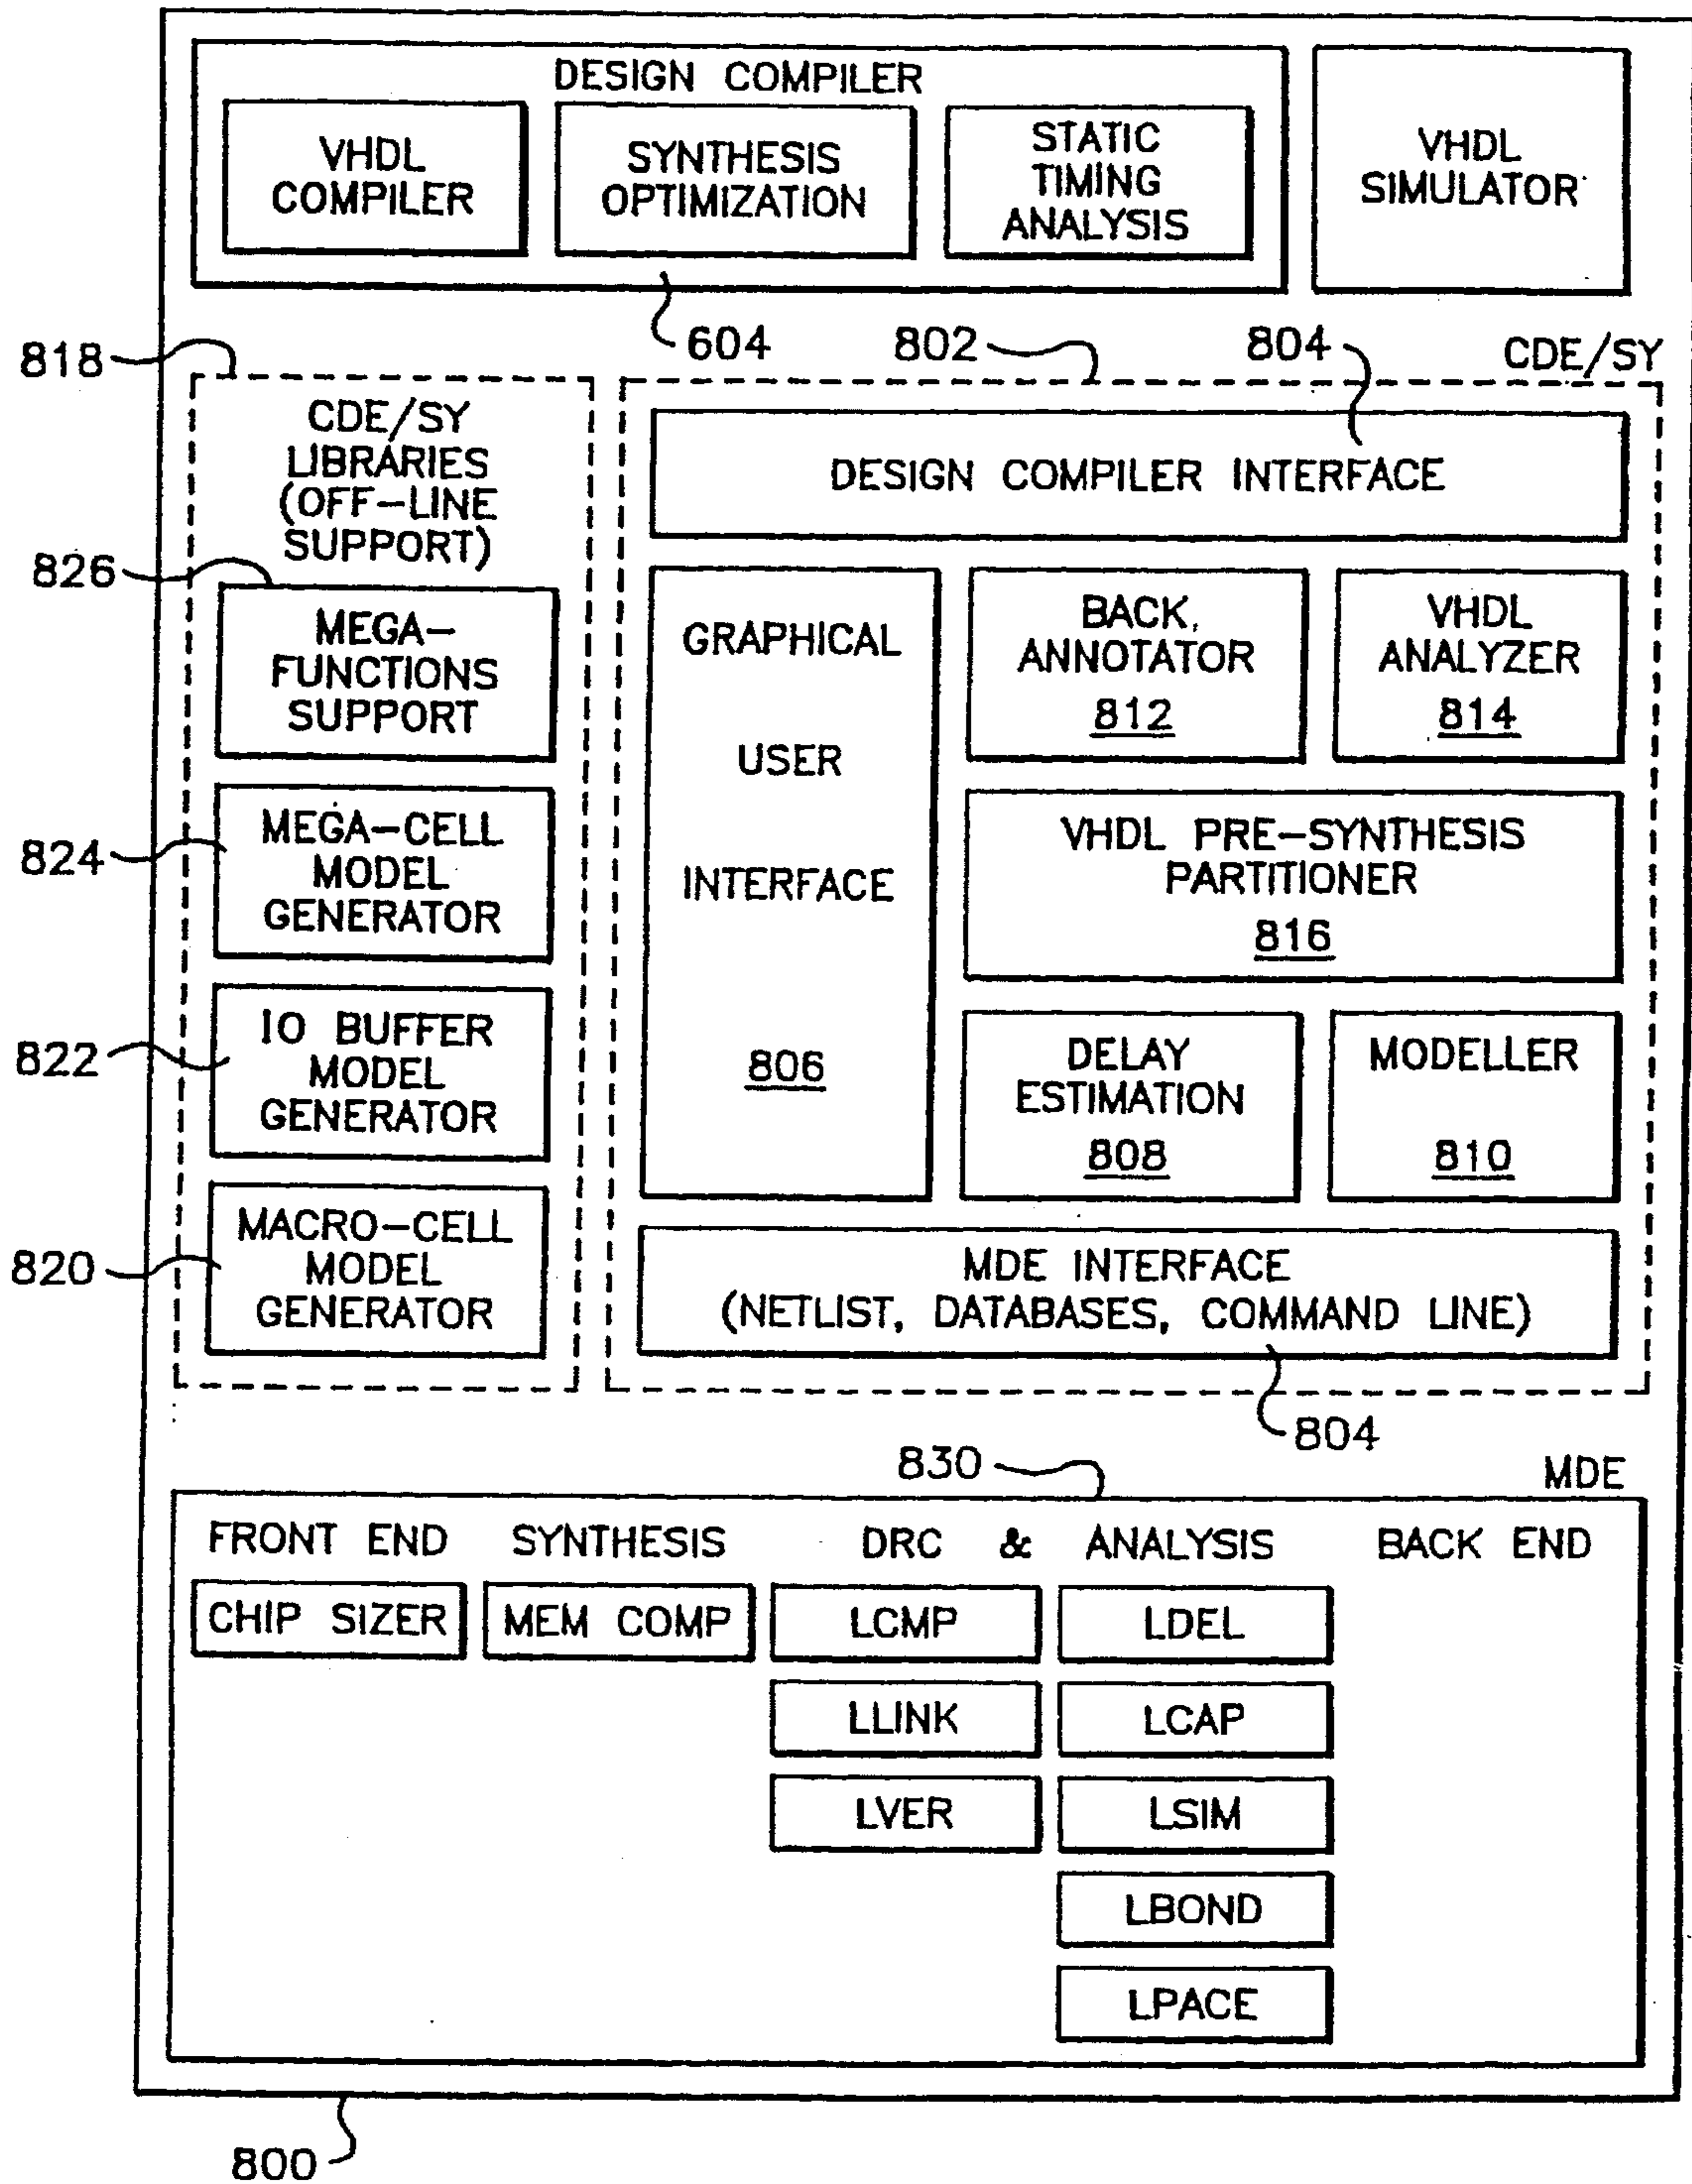 DESIGN COMPILER
VHDL
COMPILER
SYNTHESIS
OPTIMIZATION
STATIC
TIMING
ANALYSIS
VHDL
SIMULATOR
604
802
804
CDE/SY
818
CDE/SY
LIBRARIES
(OFF-LINE
SUPPORT)
826
MEGA-
FUNCTIONS
SUPPORT
824
MEGA-CELL
MODEL
GENERATOR
822
IO BUFFER
MODEL
GENERATOR
820
MACRO-CELL
MODEL
GENERATOR
DESIGN COMPILER INTERFACE
GRAPHICAL
USER
INTERFACE
806
BACK
ANNOTATOR
812
VHDL
ANALYZER
814
VHDL PRE-SYNTHESIS
PARTITIONER
816
DELAY
ESTIMATION
808
MODELLER
810
MDE INTERFACE
(NETLIST, DATABASES, COMMAND LINE)
804
830
MDE
FRONT END
SYNTHESIS
DRC & ANALYSIS
BACK END
CHIP SIZER
MEM COMP
LCMP
LDEL
LLINK
LCAP
LVER
LSIM
LBOND
LPACE
800